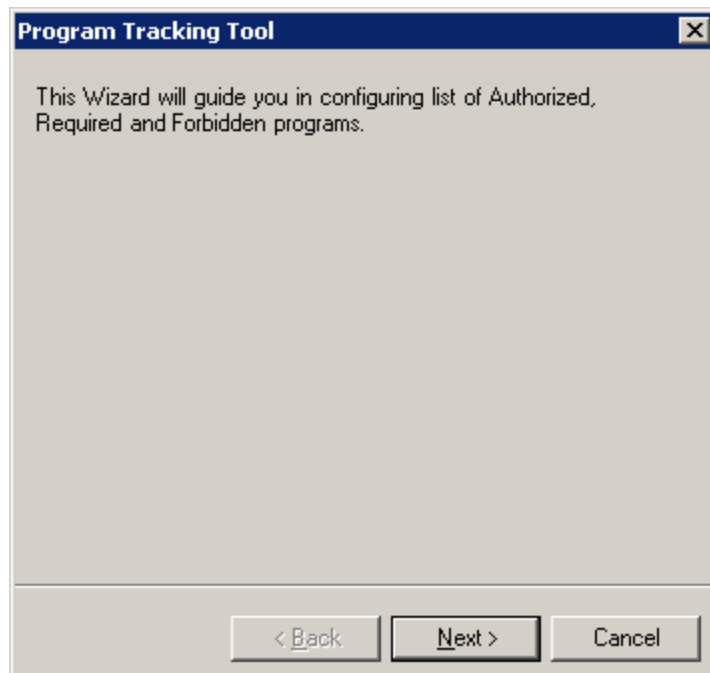 Program Tracking Tool
This Wizard will guide you in configuring list of Authorized,
Required and Forbidden programs.
< Back
Next >
Cancel